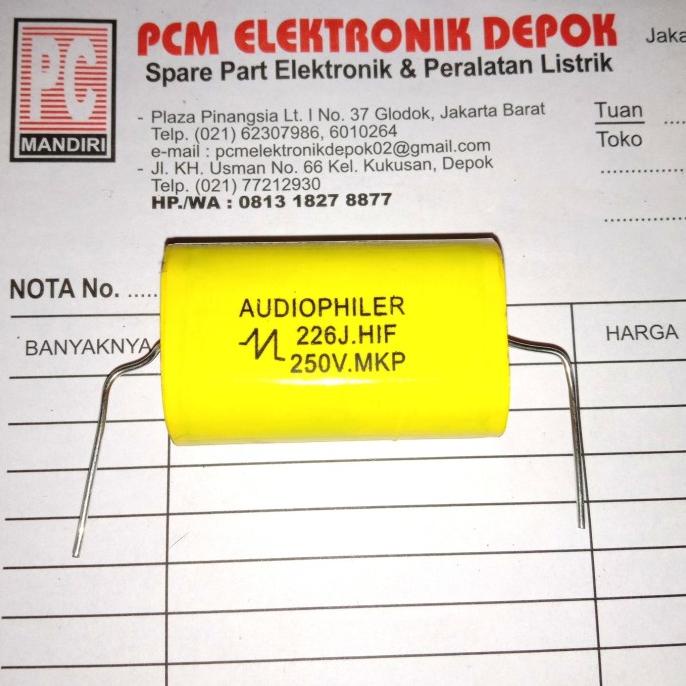 PC
MANDIRI
PCM ELEKTRONIK DEPOK
Spare Part Elektronik & Peralatan Listrik
- Plaza Pinangsia Lt. I No. 37 Glodok, Jakarta Barat
Telp. (021) 62307986, 6010264
e-mail : pcmelektronikdepok02@gmail.com
- Jl. KH. Usman No. 66 Kel. Kukusan, Depok
Telp. (021) 77212930
HP./WA : 0813 1827 8877
Jaka
Tuan ....
Toko
....................
....................
NOTA No. .....
BANYAKNYA
HARGA
AUDIOPHILER
226J.HIF
250V.MKP